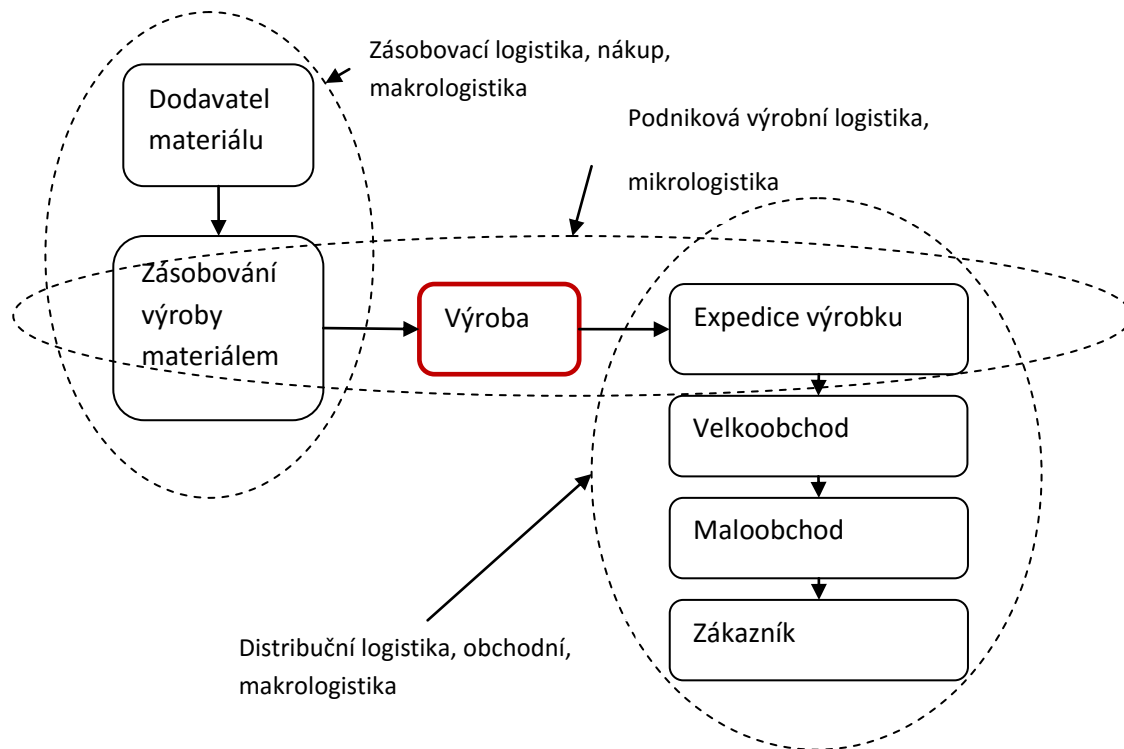 Zásobovací logistika, nákup,
makrologistika
Dodavatel
materiálu
Podniková výrobní logistika,
mikrologistika
Zásobování
výroby
materiálem
Výroba
Expedice výrobku
Velkoobchod
Maloobchod
Zákazník
Distribuční logistika, obchodní,
makrologistika